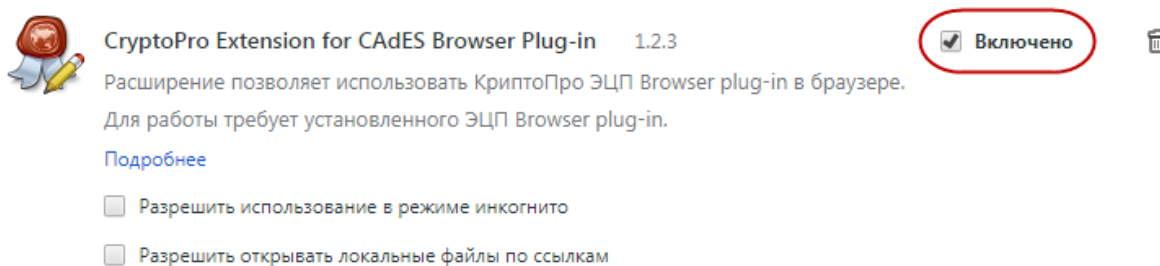 CryptoPro Extension for CAdES Browser Plug-in 1.2.3 Включено
Расширение позволяет использовать КриптоПро ЭЦП Browser plug-in в браузере.
Для работы требует установленного ЭЦП Browser plug-in.
Подробнее
Разрешить использование в режиме инкогнито
Разрешить открывать локальные файлы по ссылкам